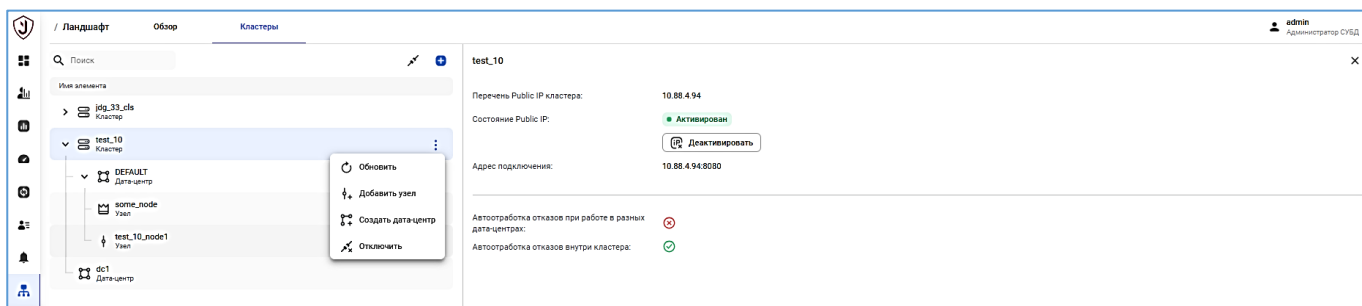 / Ландшафт
Обзор
Кластеры
admin
Администратор СУБД
Поиск
Имя элемента
jdg_33_cls
Кластер
test_10
Кластер
DEFAULT
Дата-центр
some_node
Узел
test_10_node1
Узел
dc1
Дата-центр
Обновить
Добавить узел
Создать дата-центр
Отключить
test_10
Перечень Public IP кластера:
10.88.4.94
Состояние Public IP:
Активирован
Деактивировать
Адрес подключения:
10.88.4.94:8080
Автоотработка отказов при работе в разных
дата-центрах:
Автоотработка отказов внутри кластера: